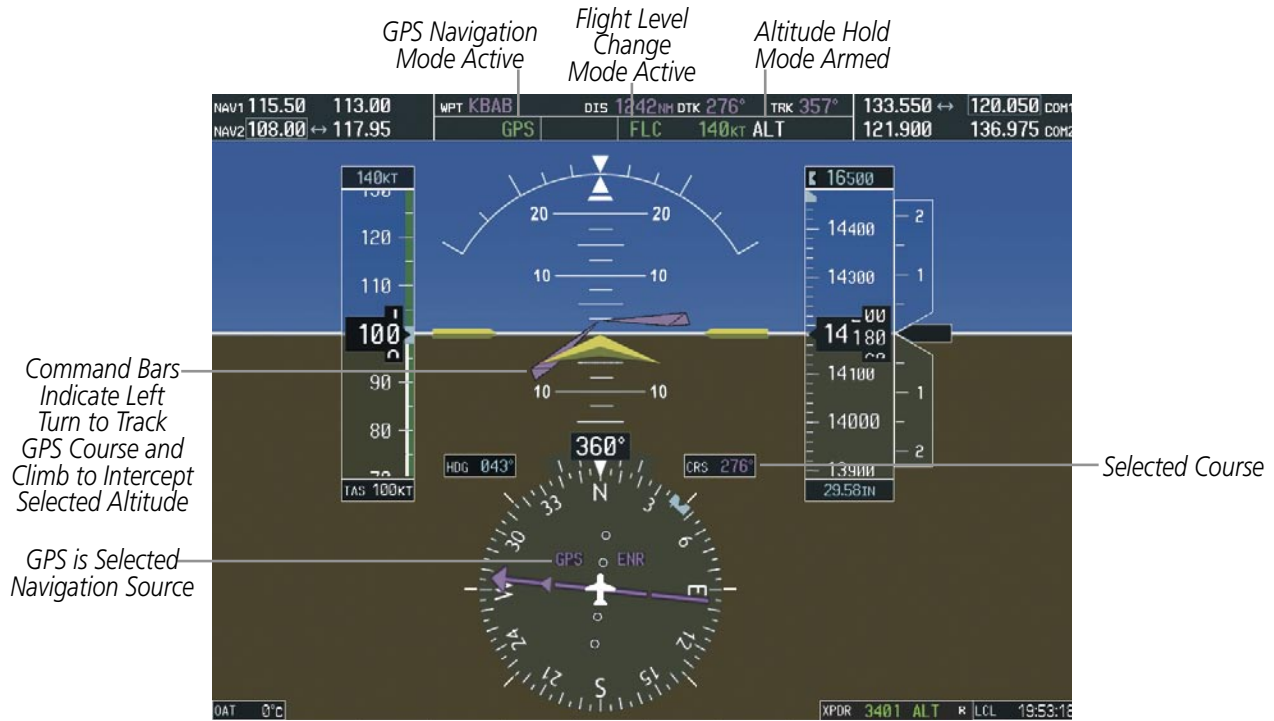 GPS Navigation
Mode Active
Flight Level
Change
Mode Active
Altitude Hold
Mode Armed
NAV1 115.50 113.00 WPT KBAB DIS 1242NM DTK 276° TRK 357° 133.550 ↔ 120.050 COM1
NAV2 108.00 ↔ 117.95 GPS FLC 140KT ALT 121.900 136.975 COM2
140KT
130
120
110
100
90
80
70
TAS 100KT
20 20
10 10
10 10
16500
14400
14300
14180
14100
14000
13900
29.58IN
2
1
1
2
Command Bars
Indicate Left
Turn to Track
GPS Course and
Climb to Intercept
Selected Altitude
360°
HDG 043°
CRS 276°
Selected Course
GPS is Selected
Navigation Source
N
3
6
E
12
15
S
21
24
W
30
33
GPS ENR
OAT 0°C
XPDR 3401 ALT R LCL 19:53:18